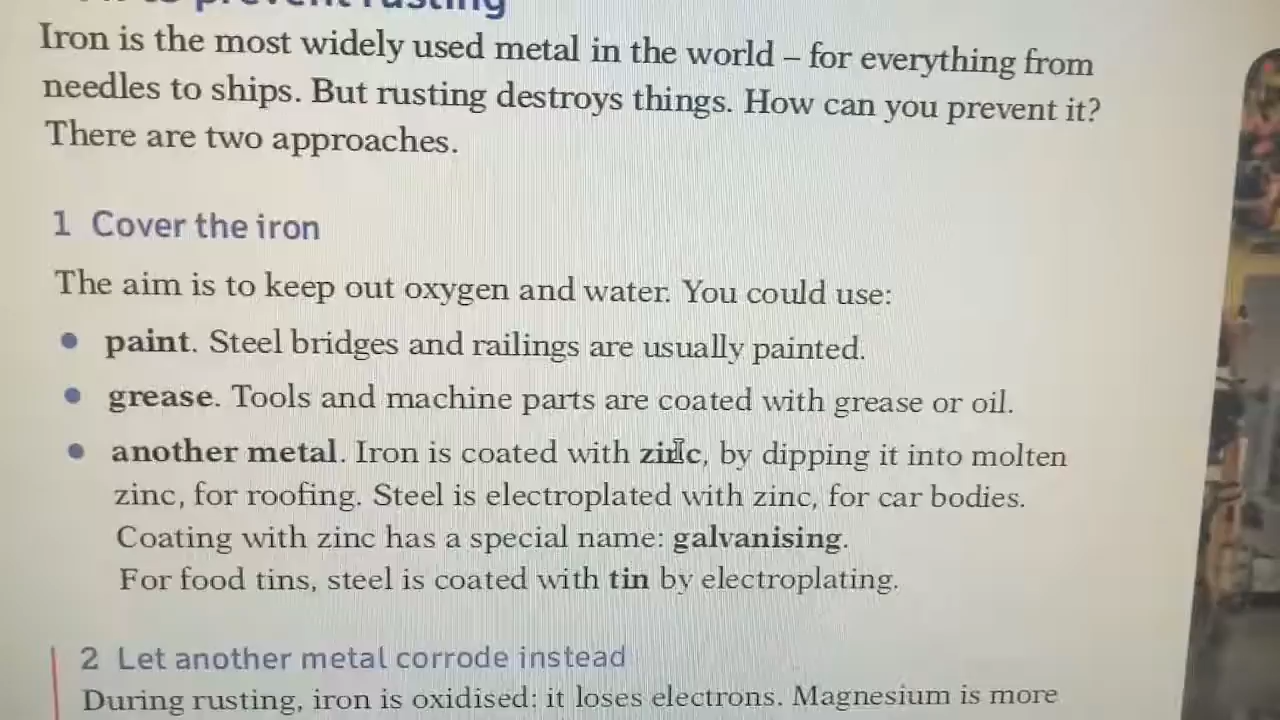 to prevent rusting
Iron is the most widely used metal in the world – for everything from
needles to ships. But rusting destroys things. How can you prevent it?
There are two approaches.
1 Cover the iron
The aim is to keep out oxygen and water. You could use:
• paint. Steel bridges and railings are usually painted.
• grease. Tools and machine parts are coated with grease or oil.
• another metal. Iron is coated with zinc, by dipping it into molten
zinc, for roofing. Steel is electroplated with zinc, for car bodies.
Coating with zinc has a special name: galvanising.
For food tins, steel is coated with tin by electroplating.
2 Let another metal corrode instead
During rusting, iron is oxidised: it loses electrons. Magnesium is more